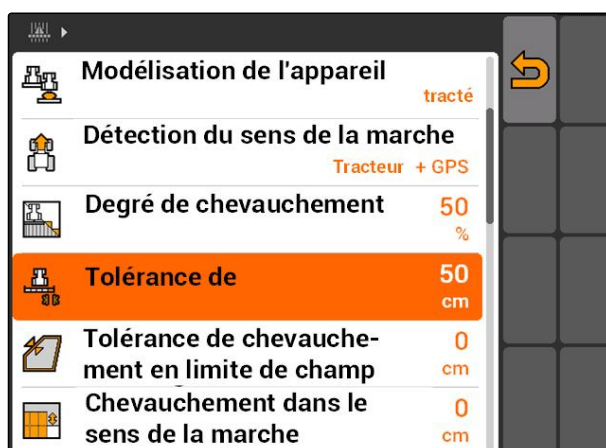 Modélisation de l'appareil
tracté
Détection du sens de la marche
Tracteur + GPS
Degré de chevauchement
50
%
Tolérance de
50
cm
Tolérance de chevauche-
ment en limite de champ
0
cm
Chevauchement dans le
sens de la marche
0
cm